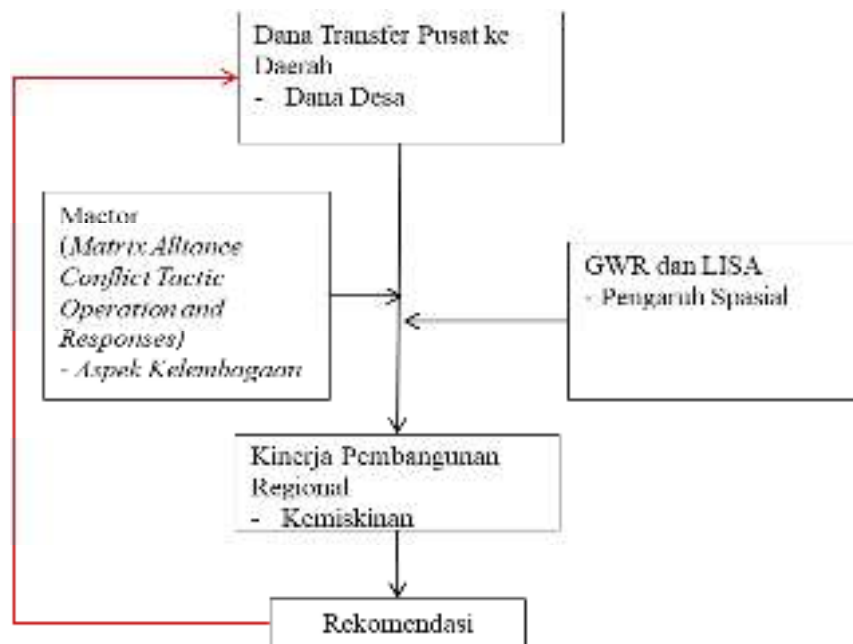 Dana Transfer Pusat ke
Daerah
- Dana Desa
Mactor
(Matrix Alliance
Conflict Tactic
Operation and
Responses)
- Aspek Kelembagaan
GWR dan LISA
- Pengaruh Spasial
Kinerja Pembangunan
Regional
- Kemiskinan
Rekomendasi